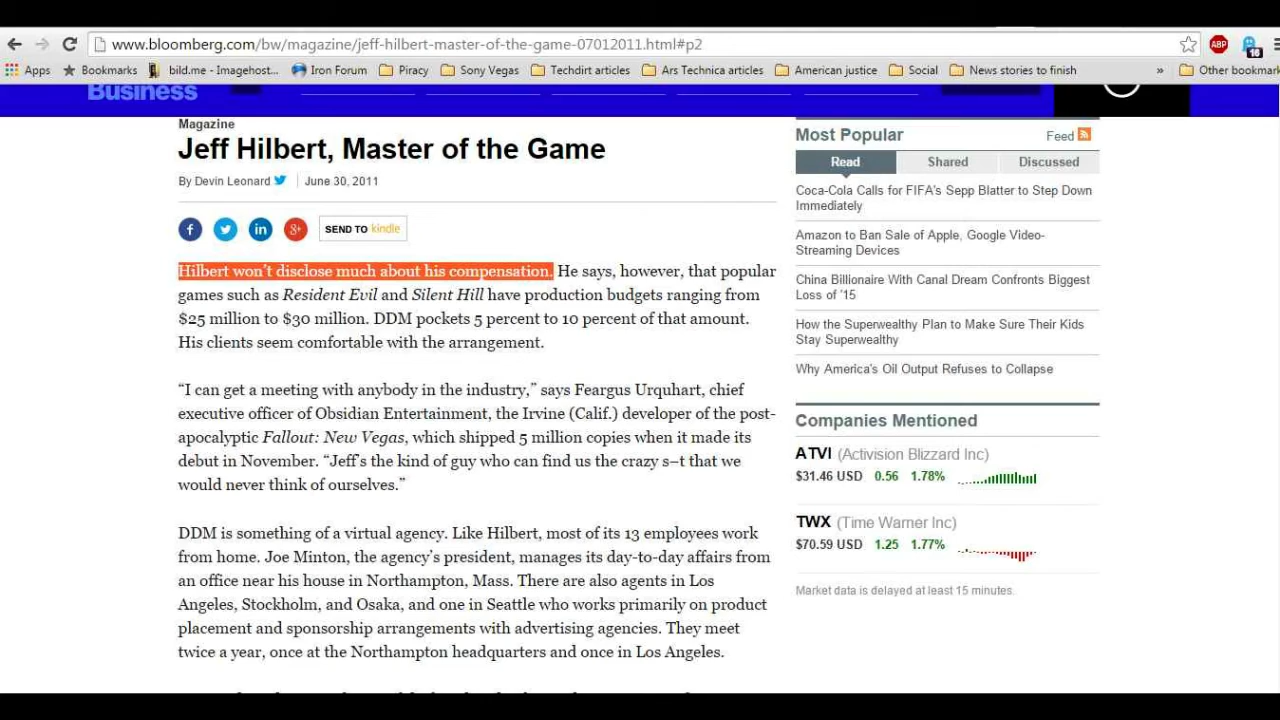 www.bloomberg.com/bw/magazine/jeff-hilbert-master-of-the-game-07012011.html#p2
ABP
16
Apps Bookmarks bild.me - Imagehost... Iron Forum Piracy Sony Vegas Techdirt articles Ars Technica articles American justice Social News stories to finish » Other bookmark
Business
Magazine
Jeff Hilbert, Master of the Game
By Devin Leonard June 30, 2011
SEND TO kindle
Hilbert won’t disclose much about his compensation. He says, however, that popular
games such as Resident Evil and Silent Hill have production budgets ranging from
$25 million to $30 million. DDM pockets 5 percent to 10 percent of that amount.
His clients seem comfortable with the arrangement.
“I can get a meeting with anybody in the industry,” says Feargus Urquhart, chief
executive officer of Obsidian Entertainment, the Irvine (Calif.) developer of the post-
apocalyptic Fallout: New Vegas, which shipped 5 million copies when it made its
debut in November. “Jeff’s the kind of guy who can find us the crazy s–t that we
would never think of ourselves.”
DDM is something of a virtual agency. Like Hilbert, most of its 13 employees work
from home. Joe Minton, the agency’s president, manages its day-to-day affairs from
an office near his house in Northampton, Mass. There are also agents in Los
Angeles, Stockholm, and Osaka, and one in Seattle who works primarily on product
placement and sponsorship arrangements with advertising agencies. They meet
twice a year, once at the Northampton headquarters and once in Los Angeles.
Most Popular Feed
Read Shared Discussed
Coca-Cola Calls for FIFA's Sepp Blatter to Step Down
Immediately
Amazon to Ban Sale of Apple, Google Video-
Streaming Devices
China Billionaire With Canal Dream Confronts Biggest
Loss of '15
How the Superwealthy Plan to Make Sure Their Kids
Stay Superwealthy
Why America's Oil Output Refuses to Collapse
Companies Mentioned
ATVI (Activision Blizzard Inc)
$31.46 USD 0.56 1.78%
TWX (Time Warner Inc)
$70.59 USD 1.25 1.77%
Market data is delayed at least 15 minutes.